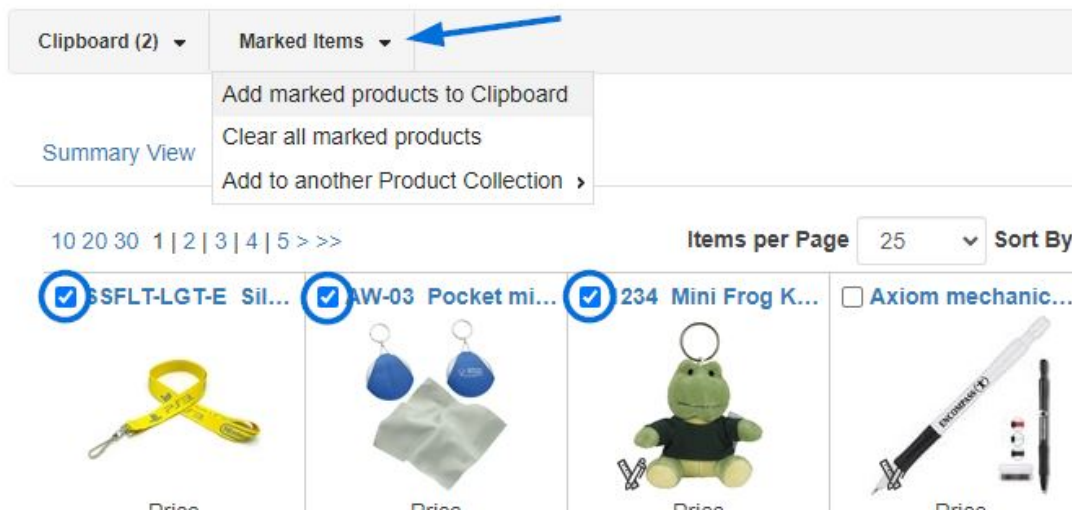 Clipboard (2)
Marked Items
Add marked products to Clipboard
Clear all marked products
Add to another Product Collection >
Summary View
10 20 30 1 | 2 | 3 | 4 | 5 > >>
Items per Page 25 Sort By
SSFLT-LGT-E Sil...
AW-03 Pocket mi...
234 Mini Frog K...
Axiom mechanic...
PS3
ENCOMPASS
Price
Price
Price
Price